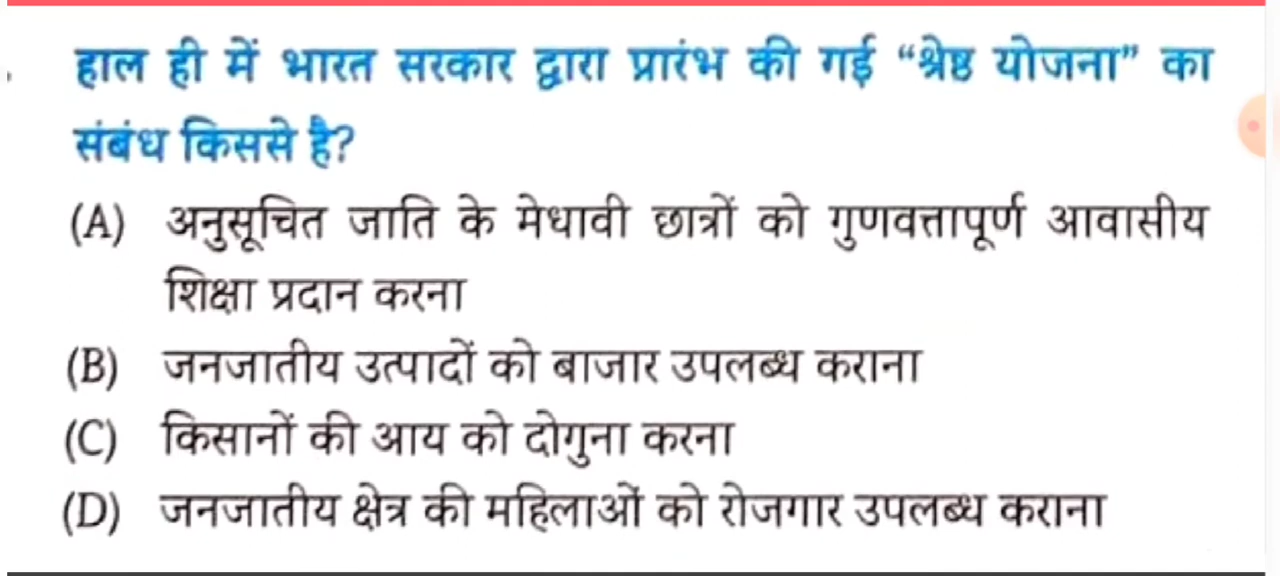 हाल ही में भारत सरकार द्वारा प्रारंभ की गई “श्रेष्ठ योजना” का
संबंध किससे है?
(A) अनुसूचित जाति के मेधावी छात्रों को गुणवत्तापूर्ण आवासीय
शिक्षा प्रदान करना
(B) जनजातीय उत्पादों को बाजार उपलब्ध कराना
(C) किसानों की आय को दोगुना करना
(D) जनजातीय क्षेत्र की महिलाओं को रोजगार उपलब्ध कराना